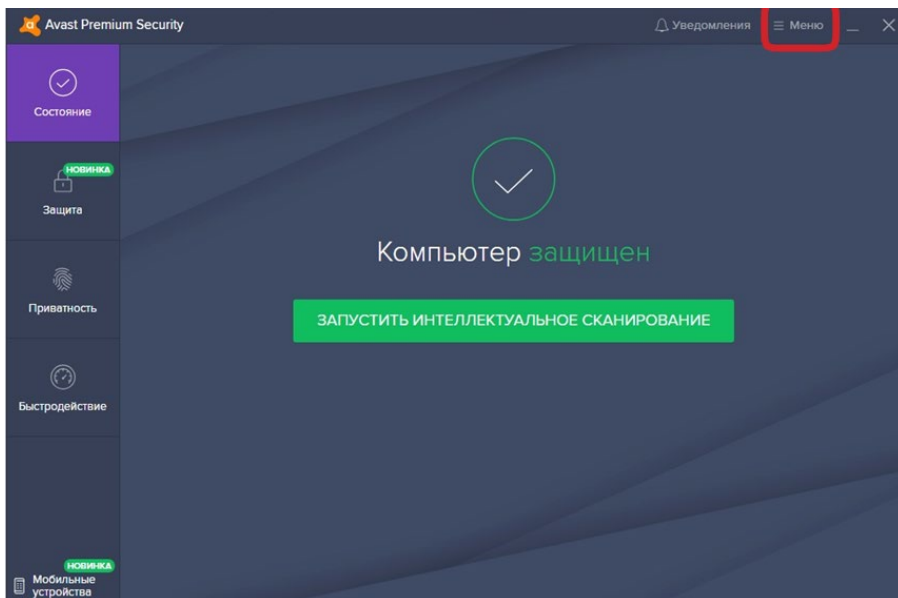 Avast Premium Security
Уведомления
Меню
Состояние
НОВИНКА
Защита
Приватность
Быстродействие
Компьютер защищен
ЗАПУСТИТЬ ИНТЕЛЛЕКТУАЛЬНОЕ СКАНИРОВАНИЕ
НОВИНКА
Мобильные
устройства